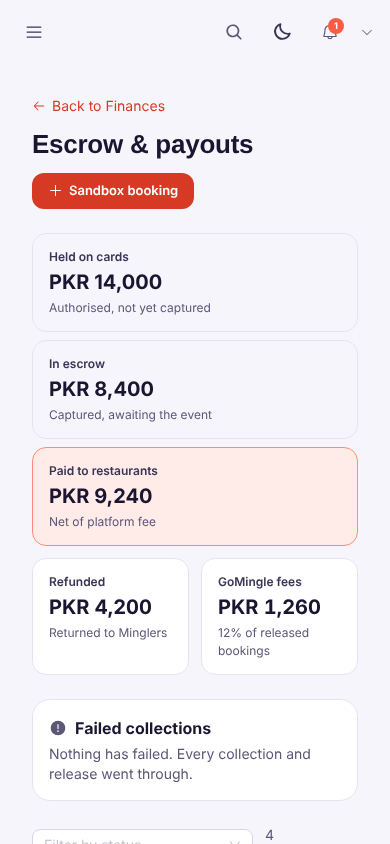 1
← Back to Finances
Escrow & payouts
+ Sandbox booking
Held on cards
PKR 14,000
Authorised, not yet captured
In escrow
PKR 8,400
Captured, awaiting the event
Paid to restaurants
PKR 9,240
Net of platform fee
Refunded
PKR 4,200
Returned to Minglers
GoMingle fees
PKR 1,260
12% of released
bookings
Failed collections
Nothing has failed. Every collection and
release went through.
Filter by status
4